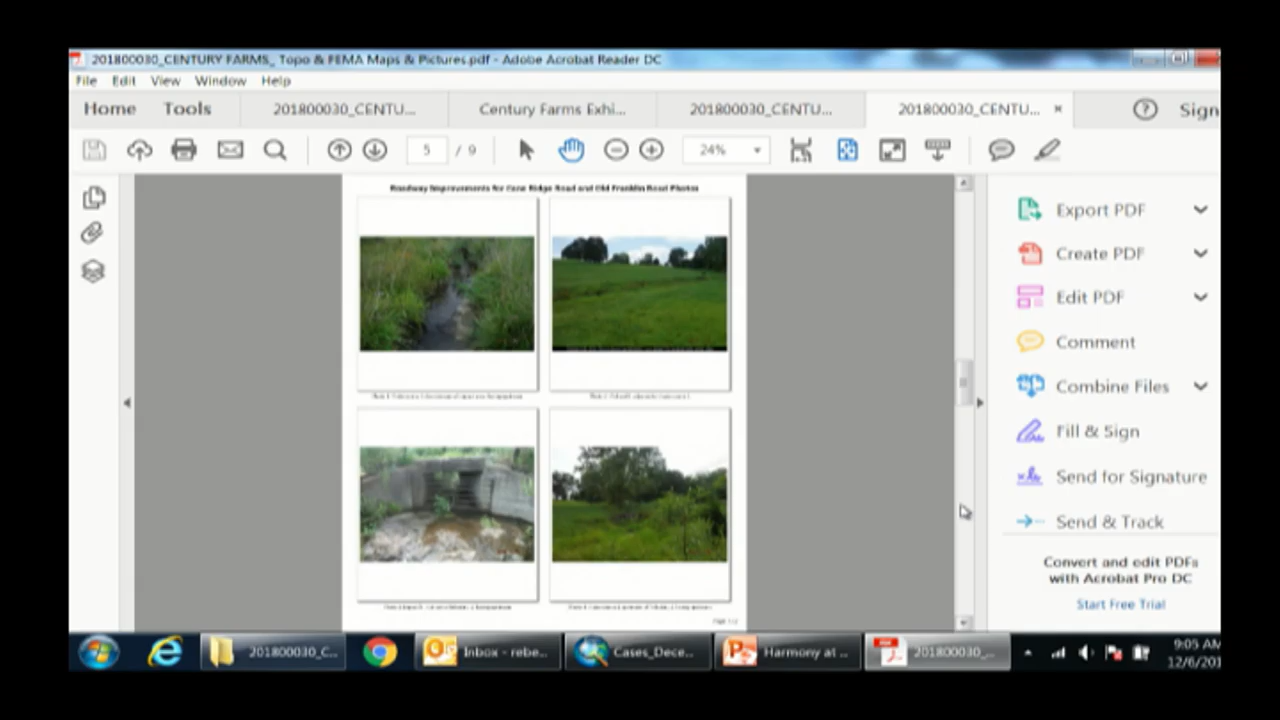 201800030_CENTURY FARMS_ Topo & FEMA Maps & Pictures.pdf - Adobe Acrobat Reader DC
File Edit View Window Help
Home Tools 201800030_CENTU... Century Farms Exhi... 201800030_CENTU... 201800030_CENTU... × ? Sign
5 / 9 24%
Roadway Improvements for Cane Ridge Road and Old Franklin Road Photos
Export PDF
Create PDF
Edit PDF
Comment
Combine Files
Fill & Sign
Send for Signature
Send & Track
Convert and edit PDFs
with Acrobat Pro DC
Start Free Trial
201800030_C... Inbox - rebe... Cases_Dece... Harmony at ... 201800030_...
9:05 AM
12/6/201